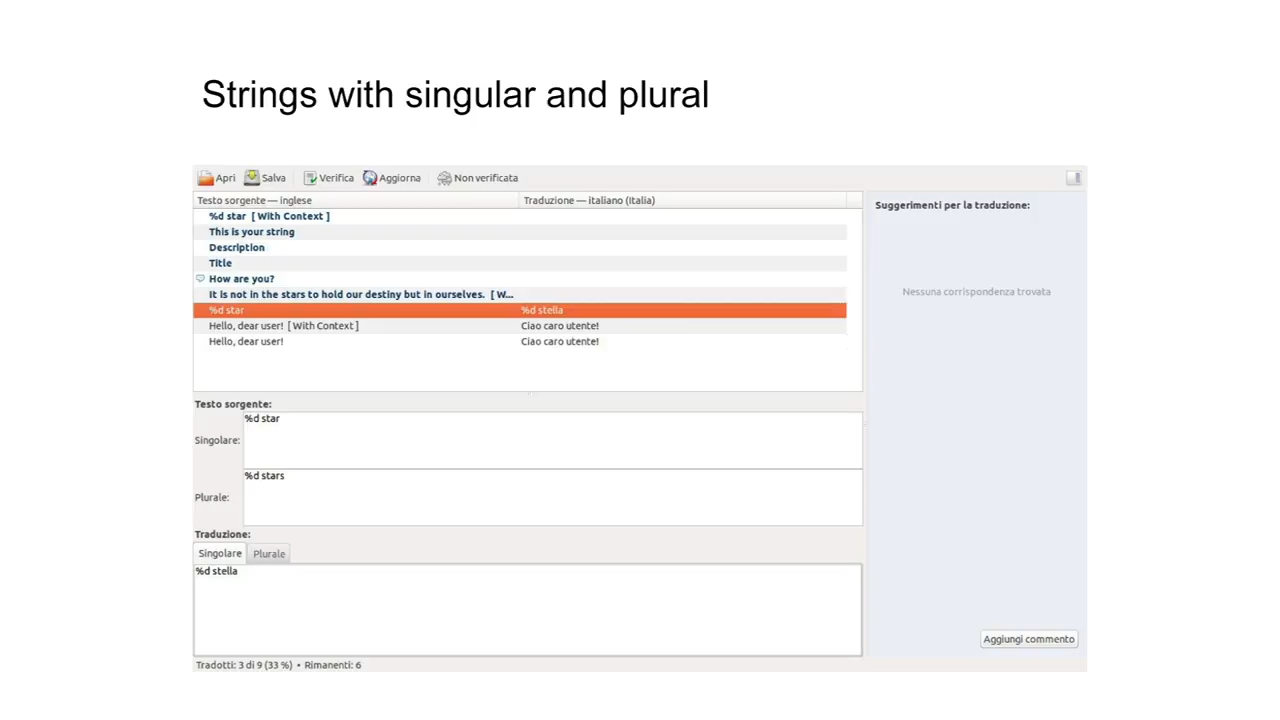 Strings with singular and plural
Apri Salva Verifica Aggiorna Non verificata
Testo sorgente — inglese Traduzione — italiano (Italia)
%d star [ With Context ]
This is your string
Description
Title
How are you?
It is not in the stars to hold our destiny but in ourselves. [ W...
%d star %d stella
Hello, dear user! [ With Context ] Ciao caro utente!
Hello, dear user! Ciao caro utente!
Suggerimenti per la traduzione:
Nessuna corrispondenza trovata
Testo sorgente:
%d star
Singolare:
%d stars
Plurale:
Traduzione:
Singolare Plurale
%d stella
Aggiungi commento
Tradotti: 3 di 9 (33 %) • Rimanenti: 6